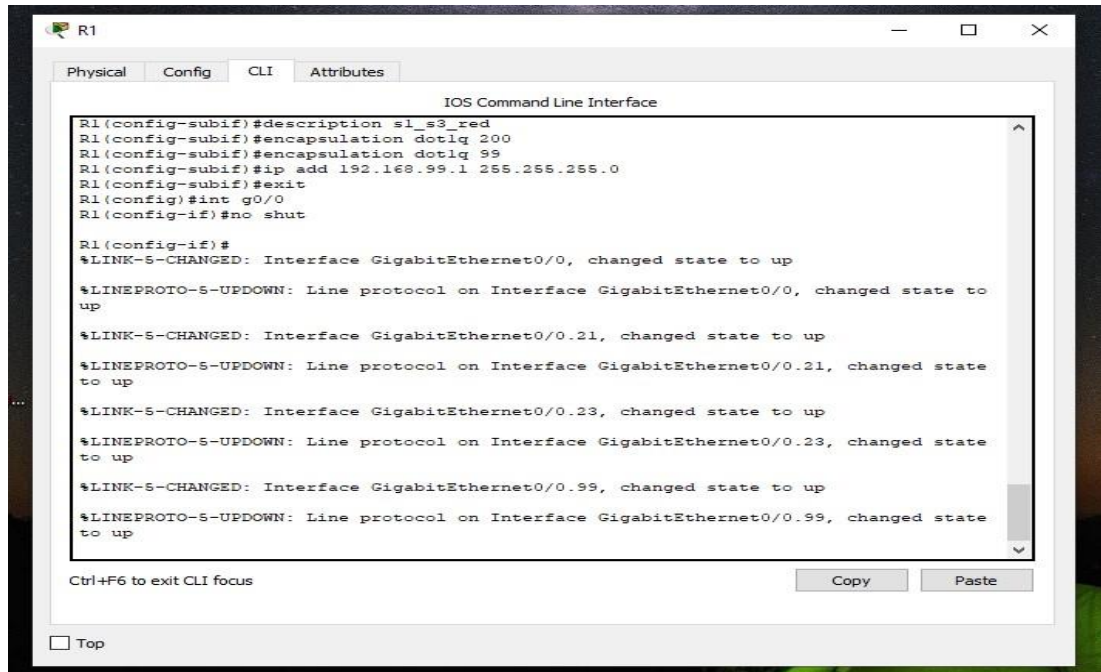 R1
Physical Config CLI Attributes
IOS Command Line Interface
R1(config-subif)#description s1_s3_red
R1(config-subif)#encapsulation dot1q 200
R1(config-subif)#encapsulation dot1q 99
R1(config-subif)#ip add 192.168.99.1 255.255.255.0
R1(config-subif)#exit
R1(config)#int g0/0
R1(config-if)#no shut
R1(config-if)#
%LINK-5-CHANGED: Interface GigabitEthernet0/0, changed state to up
%LINEPROTO-5-UPDOWN: Line protocol on Interface GigabitEthernet0/0, changed state to
up
%LINK-5-CHANGED: Interface GigabitEthernet0/0.21, changed state to up
%LINEPROTO-5-UPDOWN: Line protocol on Interface GigabitEthernet0/0.21, changed state
to up
%LINK-5-CHANGED: Interface GigabitEthernet0/0.23, changed state to up
%LINEPROTO-5-UPDOWN: Line protocol on Interface GigabitEthernet0/0.23, changed state
to up
%LINK-5-CHANGED: Interface GigabitEthernet0/0.99, changed state to up
%LINEPROTO-5-UPDOWN: Line protocol on Interface GigabitEthernet0/0.99, changed state
to up
Ctrl+F6 to exit CLI focus Copy Paste
Top